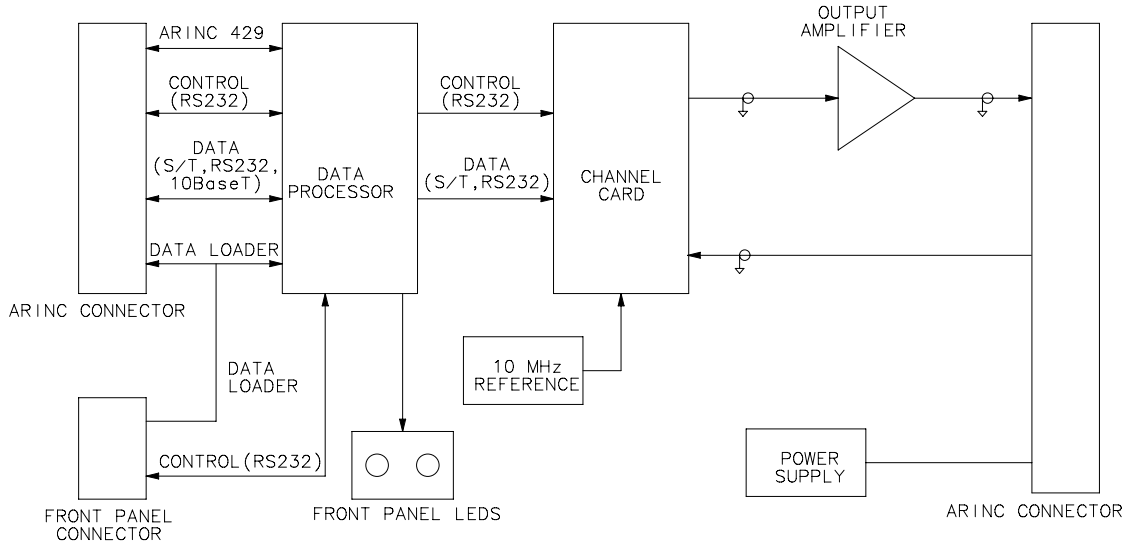 OUTPUT
AMPLIFIER
ARINC 429
CONTROL
(RS232)
CONTROL
(RS232)
DATA
(S/T,RS232,
10BaseT)
DATA
PROCESSOR
DATA
(S/T,RS232)
CHANNEL
CARD
DATA LOADER
ARINC CONNECTOR
DATA
LOADER
10 MHz
REFERENCE
CONTROL(RS232)
POWER
SUPPLY
FRONT PANEL
CONNECTOR
FRONT PANEL LEDS
ARINC CONNECTOR